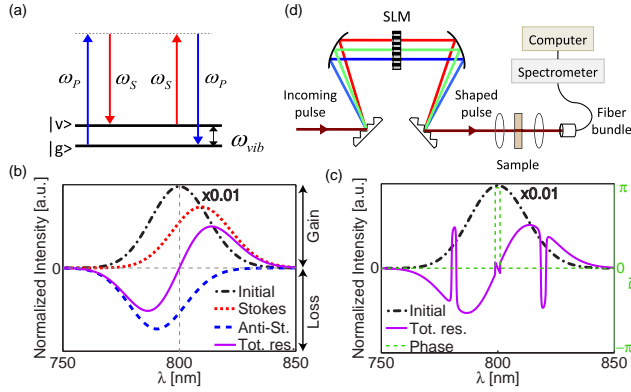 (a)
ω_P
ω_S
ω_S
ω_P
|v>
|g>
ω_vib
(d)
SLM
Incoming
pulse
Shaped
pulse
Computer
Spectrometer
Fiber
bundle
Sample
(b)
x0.01
Normalized Intensity [a.u.]
0
Gain
Loss
Initial
Stokes
Anti-St.
Tot. res.
750
800
850
λ [nm]
(c)
x0.01
Normalized Intensity [a.u.]
0
Initial
Tot. res.
Phase
π
0
-π
750
800
850
λ [nm]